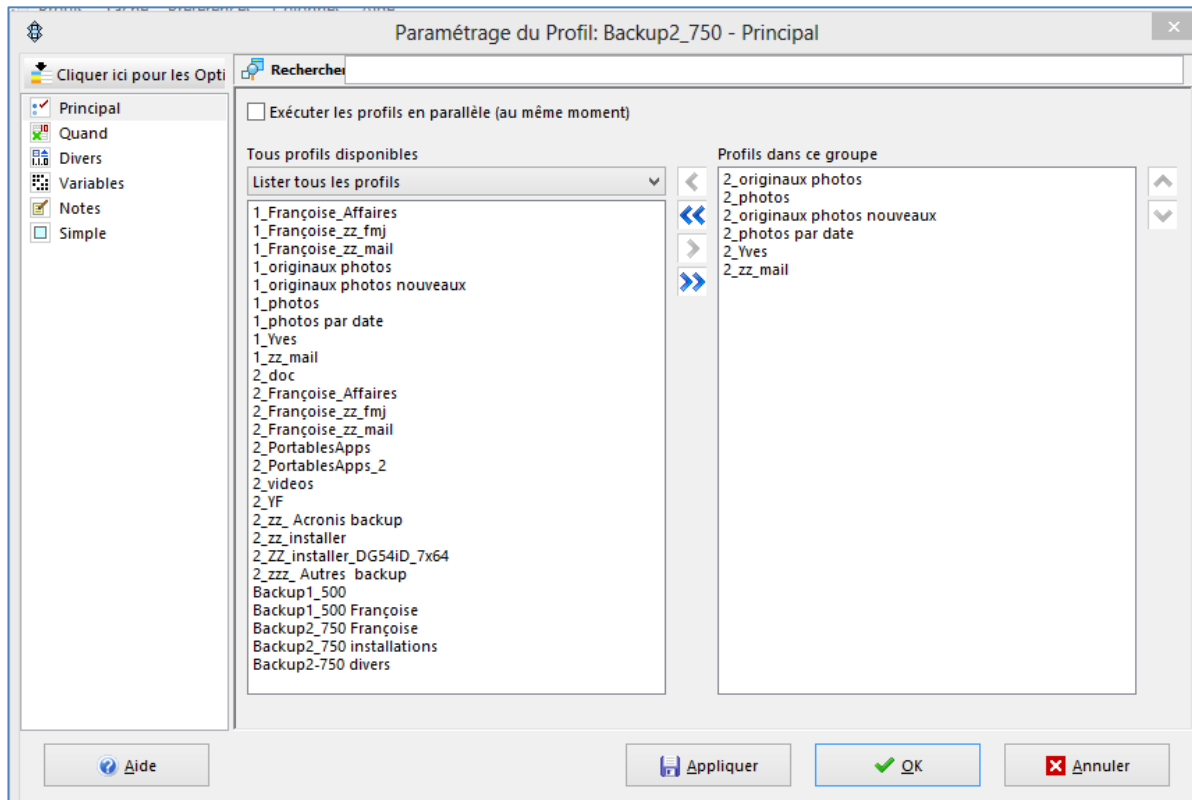 Paramétrage du Profil: Backup2_750 - Principal
Cliquer ici pour les Opti
Rechercher
Principal
Quand
Divers
Variables
Notes
Simple
Exécuter les profils en parallèle (au même moment)
Tous profils disponibles
Lister tous les profils
1_Françoise_Affaires
1_Françoise_zz_fmj
1_Françoise_zz_mail
1_originaux photos
1_originaux photos nouveaux
1_photos
1_photos par date
1_Yves
1_zz_mail
2_doc
2_Françoise_Affaires
2_Françoise_zz_fmj
2_Françoise_zz_mail
2_PortablesApps
2_PortablesApps_2
2_videos
2_YF
2_zz_ Acronis backup
2_zz_installer
2_ZZ_installer_DG54iD_7x64
2_zzz_ Autres  backup
Backup1_500
Backup1_500 Françoise
Backup2_750 Françoise
Backup2_750 installations
Backup2-750 divers
Profils dans ce groupe
2_originaux photos
2_photos
2_originaux photos nouveaux
2_photos par date
2_Yves
2_zz_mail
Aide
Appliquer
OK
Annuler